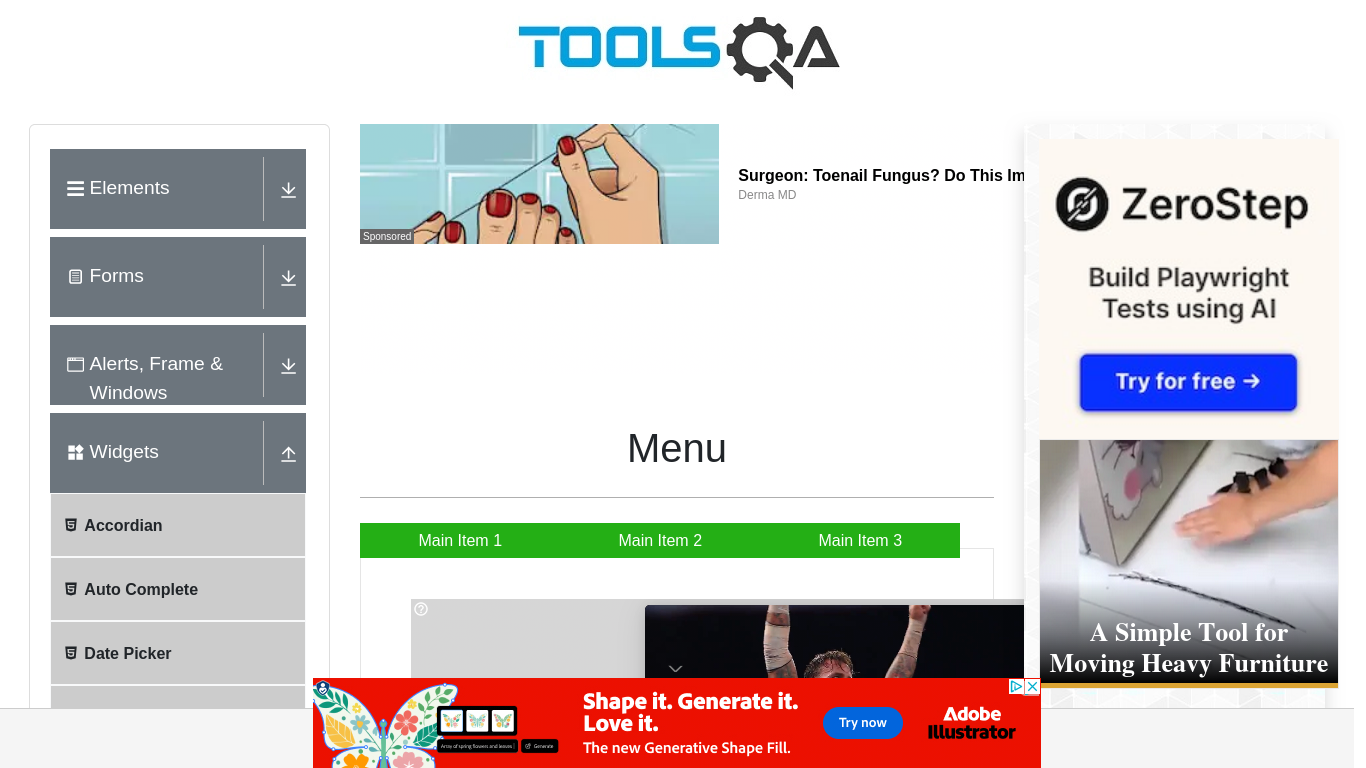 TOOLSQA
Elements
Forms
Alerts, Frame &
Windows
Widgets
Accordian
Auto Complete
Date Picker
Sponsored
Surgeon: Toenail Fungus? Do This Im
Derma MD
Menu
Main Item 1
Main Item 2
Main Item 3
ZeroStep
Build Playwright
Tests using AI
Try for free →
A Simple Tool for
Moving Heavy Furniture
Array of spring flowers and leaves
Generate
Shape it. Generate it.
Love it.
The new Generative Shape Fill.
Try now
Adobe
Illustrator